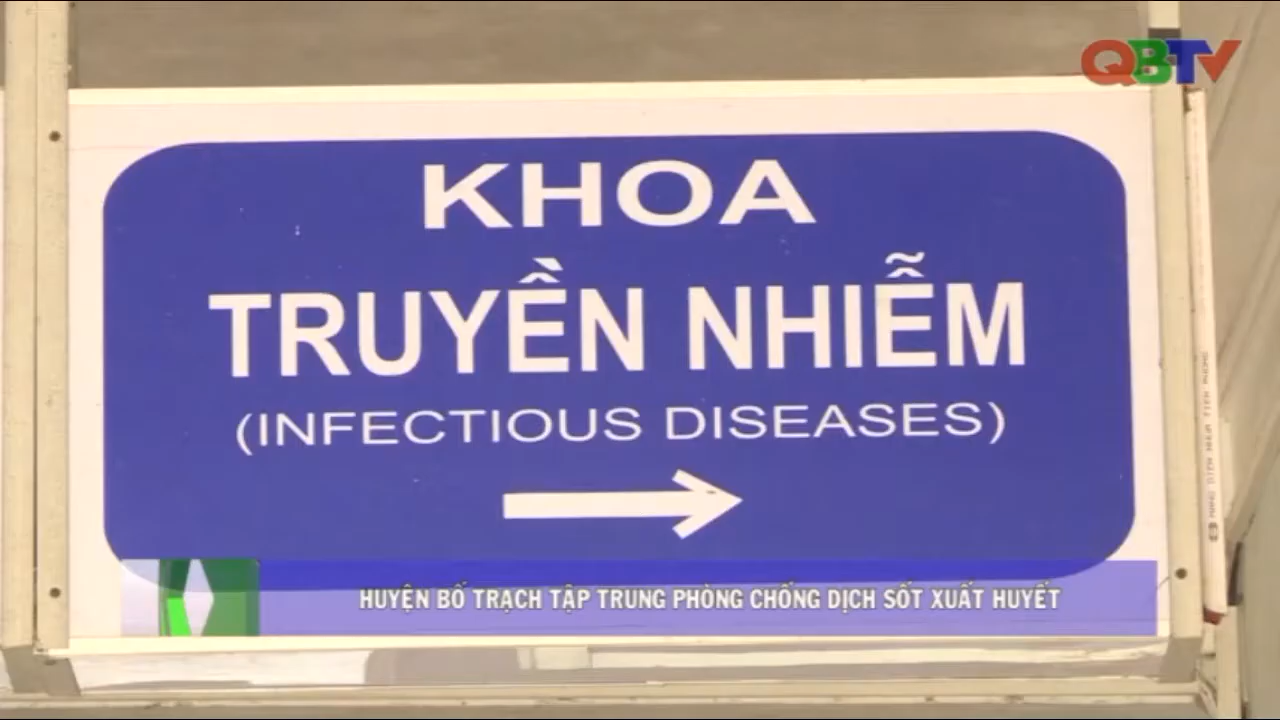 QBTV
KHOA
TRUYỀN NHIỄM
(INFECTIOUS DISEASES)
HUYỆN BỐ TRẠCH TẬP TRUNG PHÒNG CHỐNG DỊCH SỐT XUẤT HUYẾT